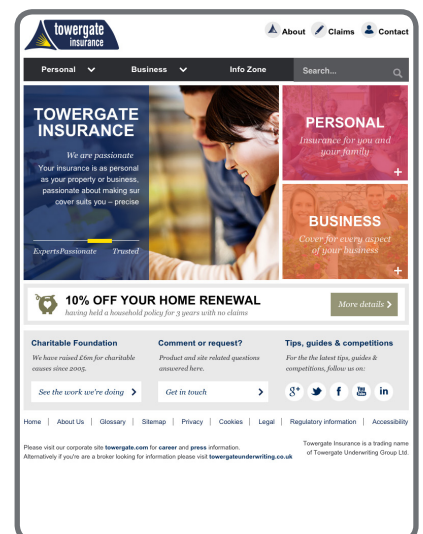 towergate
insurance
About
Claims
Contact
Personal
Business
Info Zone
Search...
TOWERGATE
INSURANCE
We are passionate
Your insurance is as personal
as your property or business,
passionate about making sur
cover suits you – precise
ExpertsPassionate Trusted
PERSONAL
Insurance for you and
your family
+
BUSINESS
Cover for every aspect
of your business
+
10% OFF YOUR HOME RENEWAL
having held a household policy for 3 years with no claims
More details
Charitable Foundation
We have raised £6m for charitable
causes since 2005.
See the work we're doing
Comment or request?
Product and site related questions
answered here.
Get in touch
Tips, guides & competitions
For the the latest tips, guides &
competitions, follow us on:
g+ f You Tube in
Home | About Us | Glossary | Sitemap | Privacy | Cookies | Legal | Regulatory information | Accessibility
Please visit our corporate site towergate.com for career and press information.
Alternatively if you're are a broker looking for information please visit towergateunderwriting.co.uk
Towergate Insurance is a trading name
of Towergate Underwriting Group Ltd.